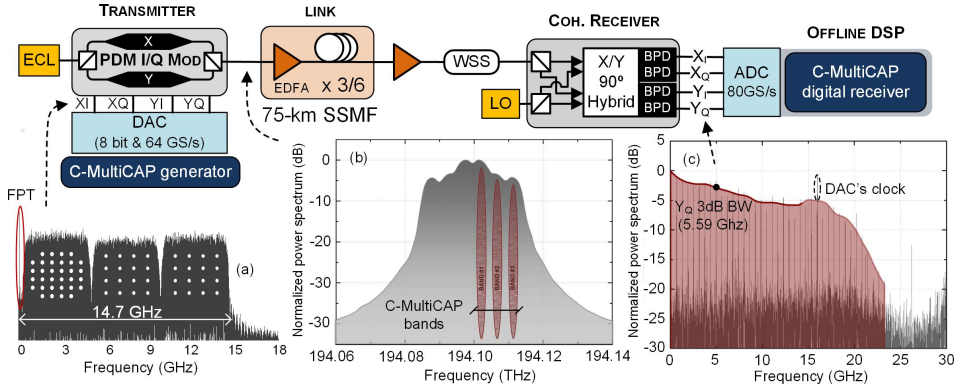 TRANSMITTER
LINK
COH. RECEIVER
OFFLINE DSP
ECL
X
PDM I/Q MOD
Y
EDFA x 3/6
75-km SSMF
WSS
LO
X/Y
90º
Hybrid
BPD
BPD
BPD
BPD
XI
XQ
YI
YQ
ADC
80GS/s
C-MultiCAP
digital receiver
XI XQ YI YQ
DAC
(8 bit & 64 GS/s)
C-MultiCAP generator
FPT
(a)
14.7 GHz
0 3 6 9 12 15 18
Frequency (GHz)
(b)
Normalized power spectrum (dB)
0
-10
-20
-30
BAND #1
BAND #2
BAND #3
C-MultiCAP
bands
194.06 194.08 194.10 194.12 194.14
Frequency (THz)
(c)
Normalized power spectrum (dB)
0
-5
-10
-15
-20
-25
-30
DAC's clock
YQ 3dB BW
(5.59 Ghz)
0 5 10 15 20 25 30
Frequency (GHz)